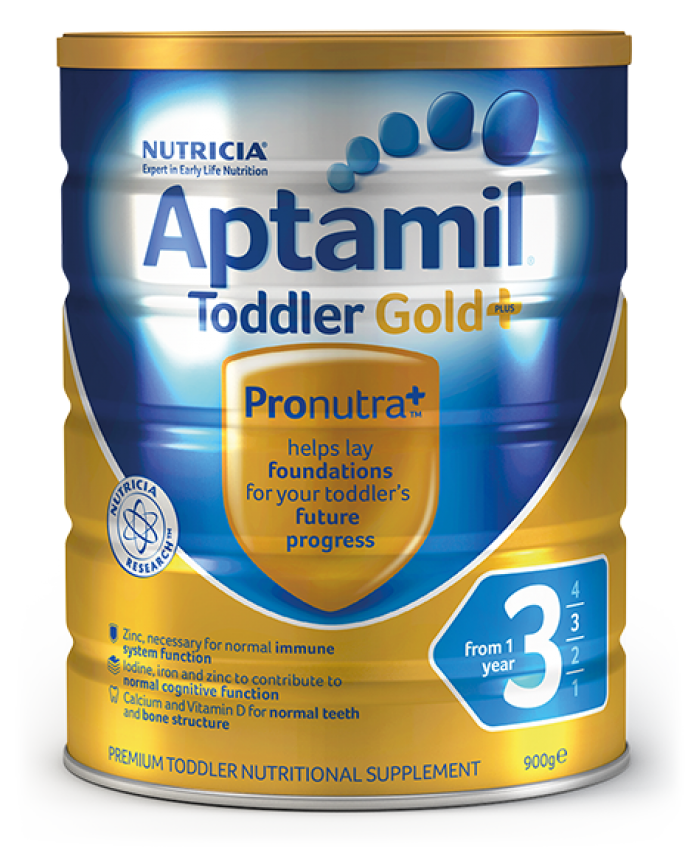 NUTRICIA®
Expert in Early Life Nutrition
Aptamil®
Toddler Gold+
PLUS
Pronutra+™
helps lay
foundations
for your toddler's
future
progress
NUTRICIA
RESEARCH™
from 1
year
3
4
3
2
1
Zinc, necessary for normal immune
system function
Iodine, iron and zinc to contribute to
normal cognitive function
Calcium and Vitamin D for normal teeth
and bone structure
PREMIUM TODDLER NUTRITIONAL SUPPLEMENT
900g℮